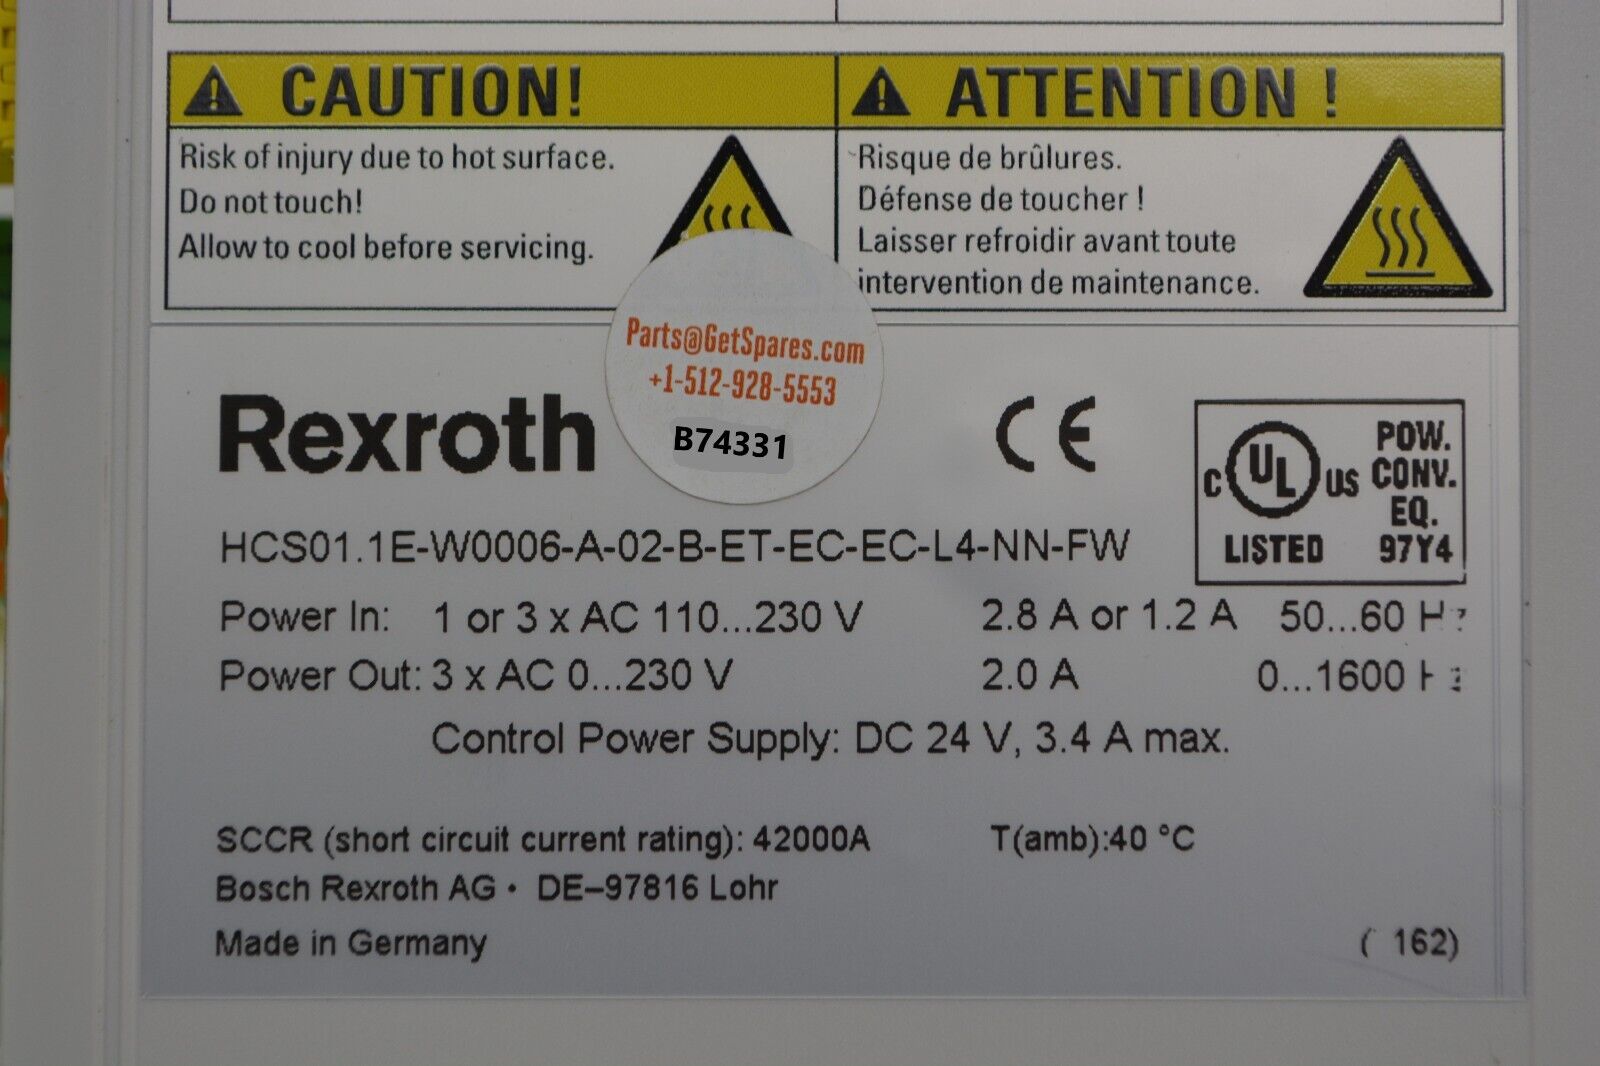 CAUTION!
Risk of injury due to hot surface.
Do not touch!
Allow to cool before servicing.
ATTENTION !
Risque de brûlures.
Défense de toucher !
Laisser refroidir avant toute
intervention de maintenance.
Parts@GetSpares.com
+1-512-928-5553
B74331
Rexroth
CE
C UL US
LISTED
POW.
CONV.
EQ.
97Y4
HCS01.1E-W0006-A-02-B-ET-EC-EC-L4-NN-FW
Power In: 1 or 3 x AC 110...230 V 2.8 A or 1.2 A 50...60 Hz
Power Out: 3 x AC 0...230 V 2.0 A 0...1600 Hz
Control Power Supply: DC 24 V, 3.4 A max.
SCCR (short circuit current rating): 42000A T(amb):40 °C
Bosch Rexroth AG • DE–97816 Lohr
Made in Germany ( 162)